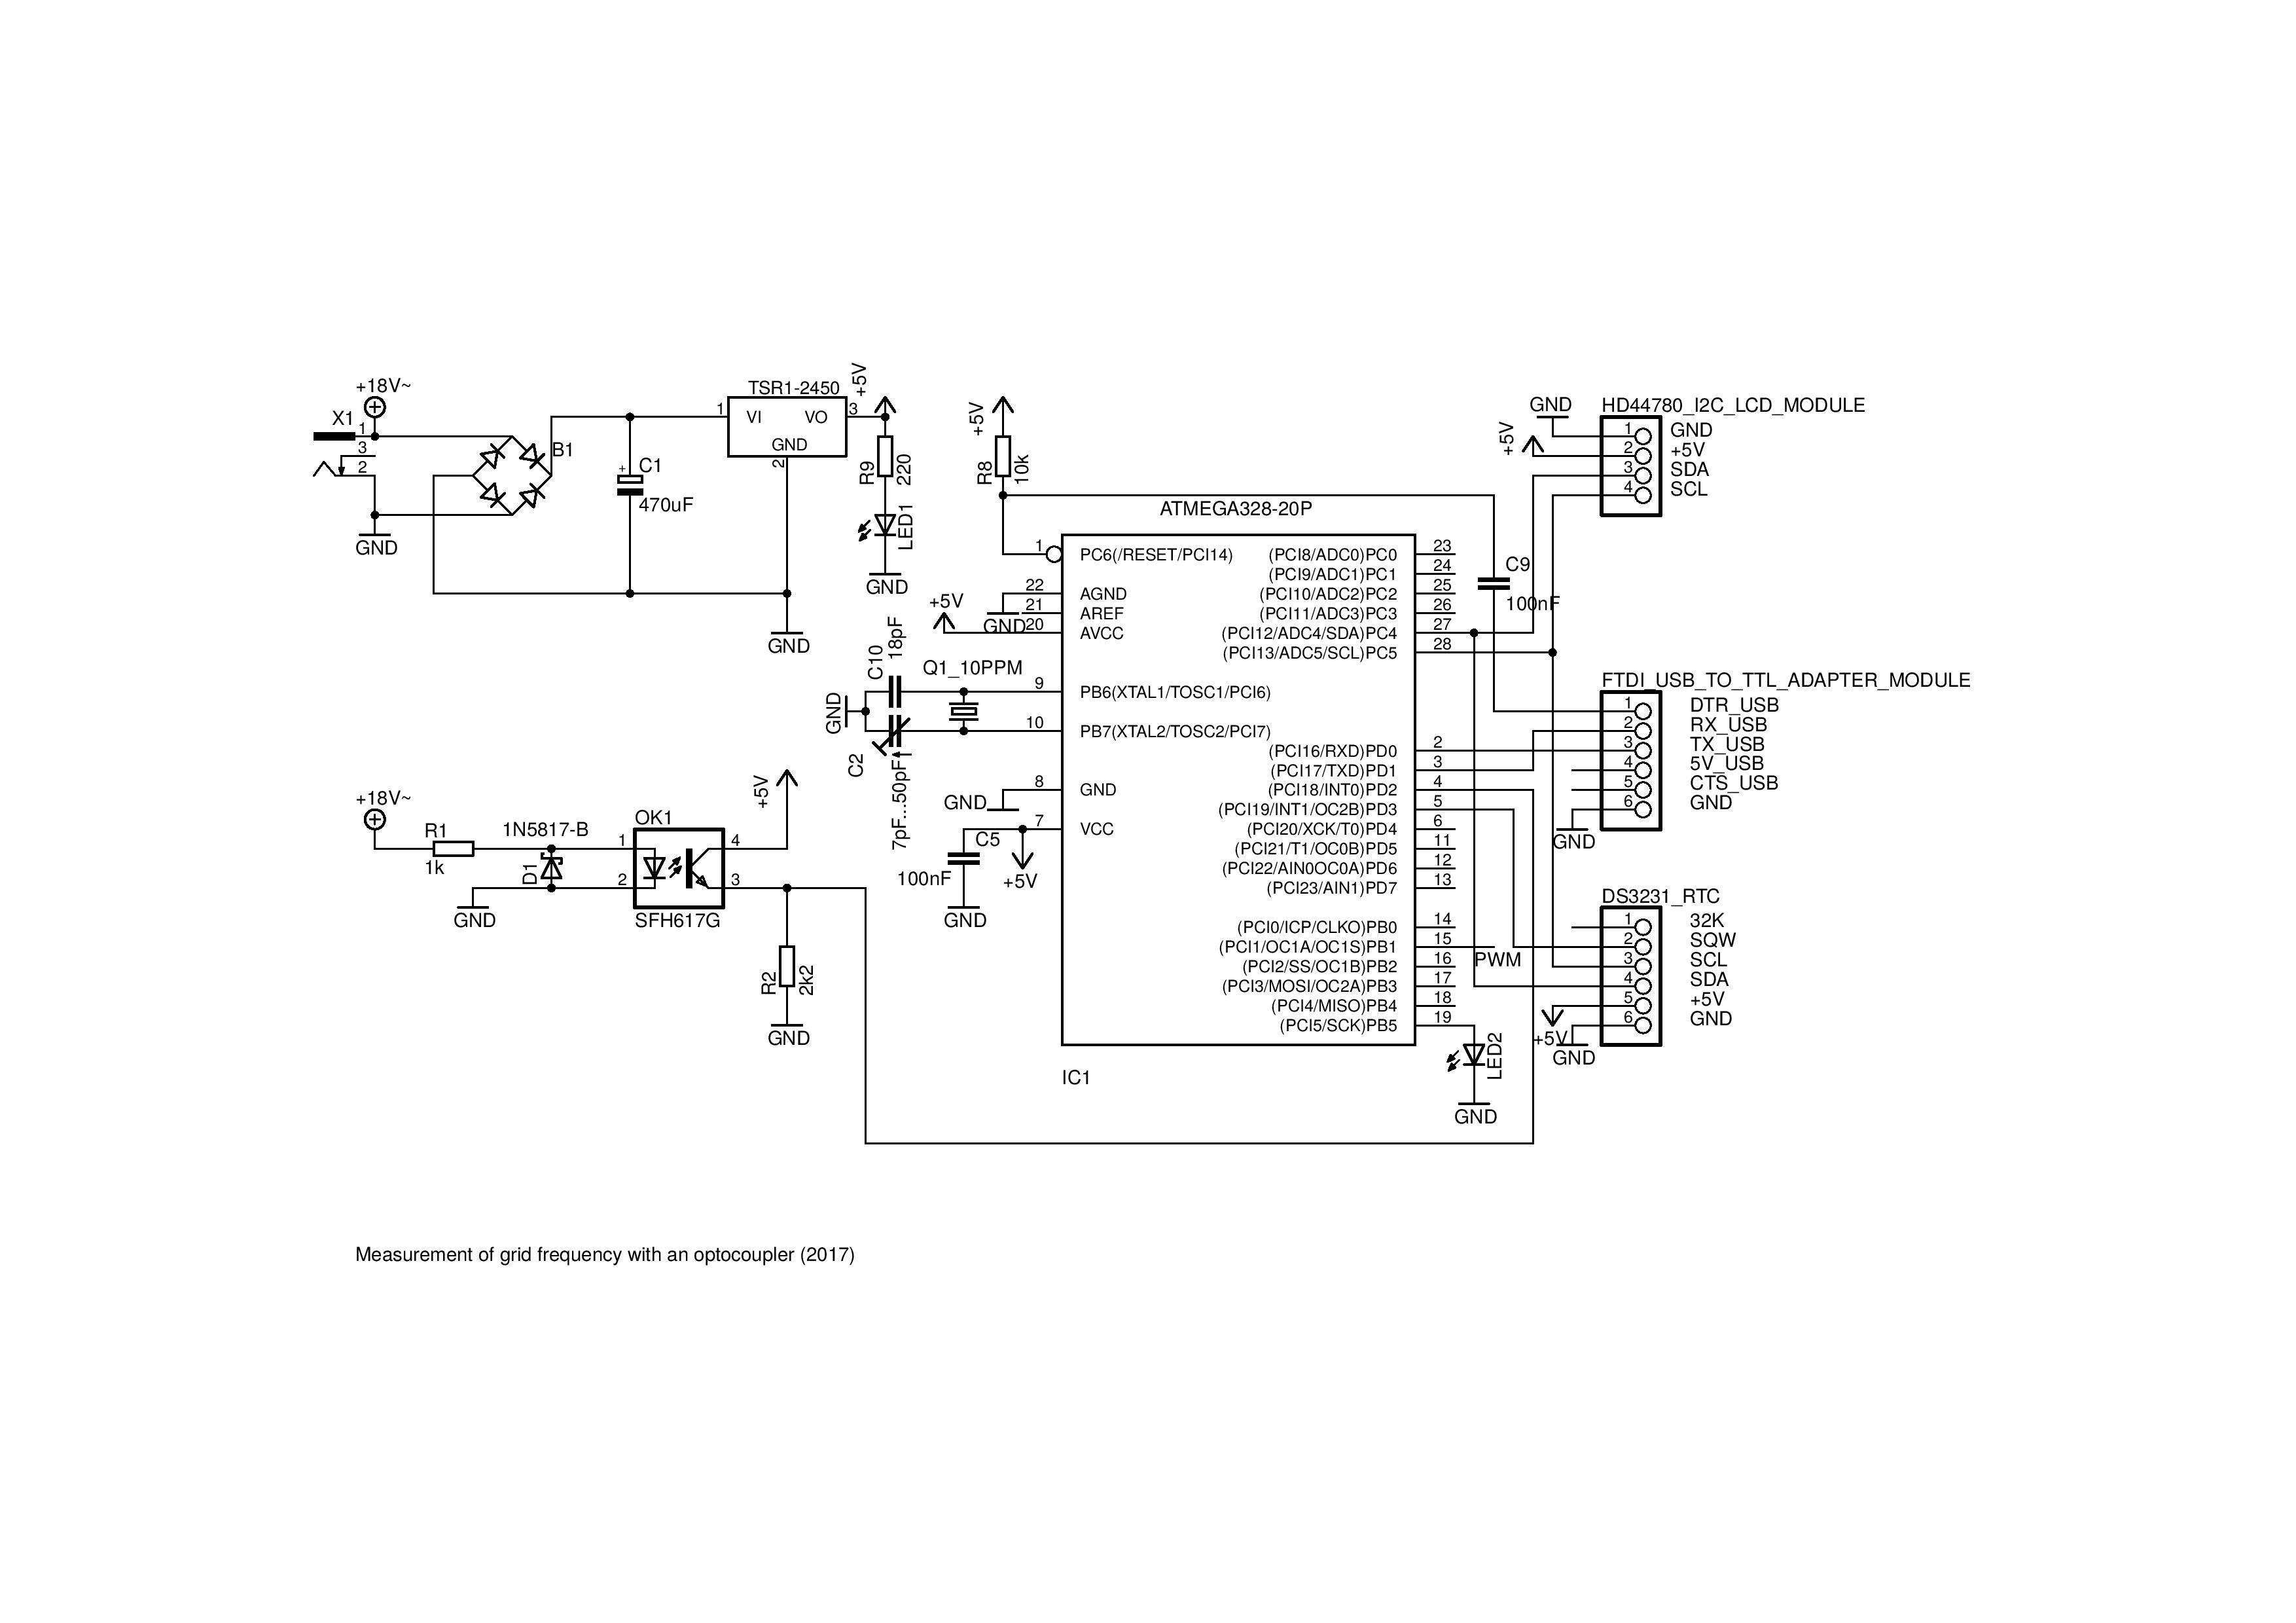 +18V~
X1
1
3
2
GND
B1
+
C1
470uF
TSR1-2450
1
VI
VO
3
GND
2
GND
+5V
R9
220
LED1
GND
+5V
R8
10k
ATMEGA328-20P
1
PC6(/RESET/PCI14)
22
AGND
21
AREF
20
AVCC
GND
+5V
C10
18pF
Q1_10PPM
9
PB6(XTAL1/TOSC1/PCI6)
10
PB7(XTAL2/TOSC2/PCI7)
GND
C2
7pF...50pF
8
GND
GND
7
VCC
C5
100nF
+5V
GND
(PCI8/ADC0)PC0
23
(PCI9/ADC1)PC1
24
(PCI10/ADC2)PC2
25
(PCI11/ADC3)PC3
26
(PCI12/ADC4/SDA)PC4
27
(PCI13/ADC5/SCL)PC5
28
(PCI16/RXD)PD0
2
(PCI17/TXD)PD1
3
(PCI18/INT0)PD2
4
(PCI19/INT1/OC2B)PD3
5
(PCI20/XCK/T0)PD4
6
(PCI21/T1/OC0B)PD5
11
(PCI22/AIN0OC0A)PD6
12
(PCI23/AIN1)PD7
13
(PCI0/ICP/CLKO)PB0
14
(PCI1/OC1A/OC1S)PB1
15
PWM
(PCI2/SS/OC1B)PB2
16
(PCI3/MOSI/OC2A)PB3
17
(PCI4/MISO)PB4
18
(PCI5/SCK)PB5
19
IC1
LED2
GND
C9
100nF
HD44780_I2C_LCD_MODULE
GND
+5V
1
GND
2
+5V
3
SDA
4
SCL
FTDI_USB_TO_TTL_ADAPTER_MODULE
1
DTR_USB
2
RX_USB
3
TX_USB
4
5V_USB
5
CTS_USB
6
GND
GND
DS3231_RTC
1
32K
2
SQW
3
SCL
4
SDA
5
+5V
6
GND
+5V
GND
+18V~
R1
1k
1N5817-B
D1
GND
OK1
1
2
4
3
SFH617G
+5V
R2
2k2
GND
Measurement of grid frequency with an optocoupler (2017)